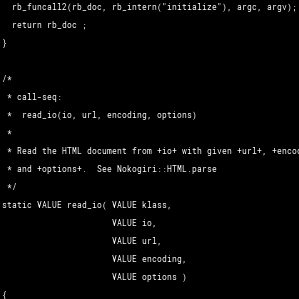 rb_funcall2(rb_doc, rb_intern("initialize"), argc, argv);
return rb_doc ;
}
/*
* call-seq:
*  read_io(io, url, encoding, options)
*
* Read the HTML document from +io+ with given +url+, +enco
* and +options+.  See Nokogiri::HTML.parse
*/
static VALUE read_io( VALUE klass,
VALUE io,
VALUE url,
VALUE encoding,
VALUE options )
{